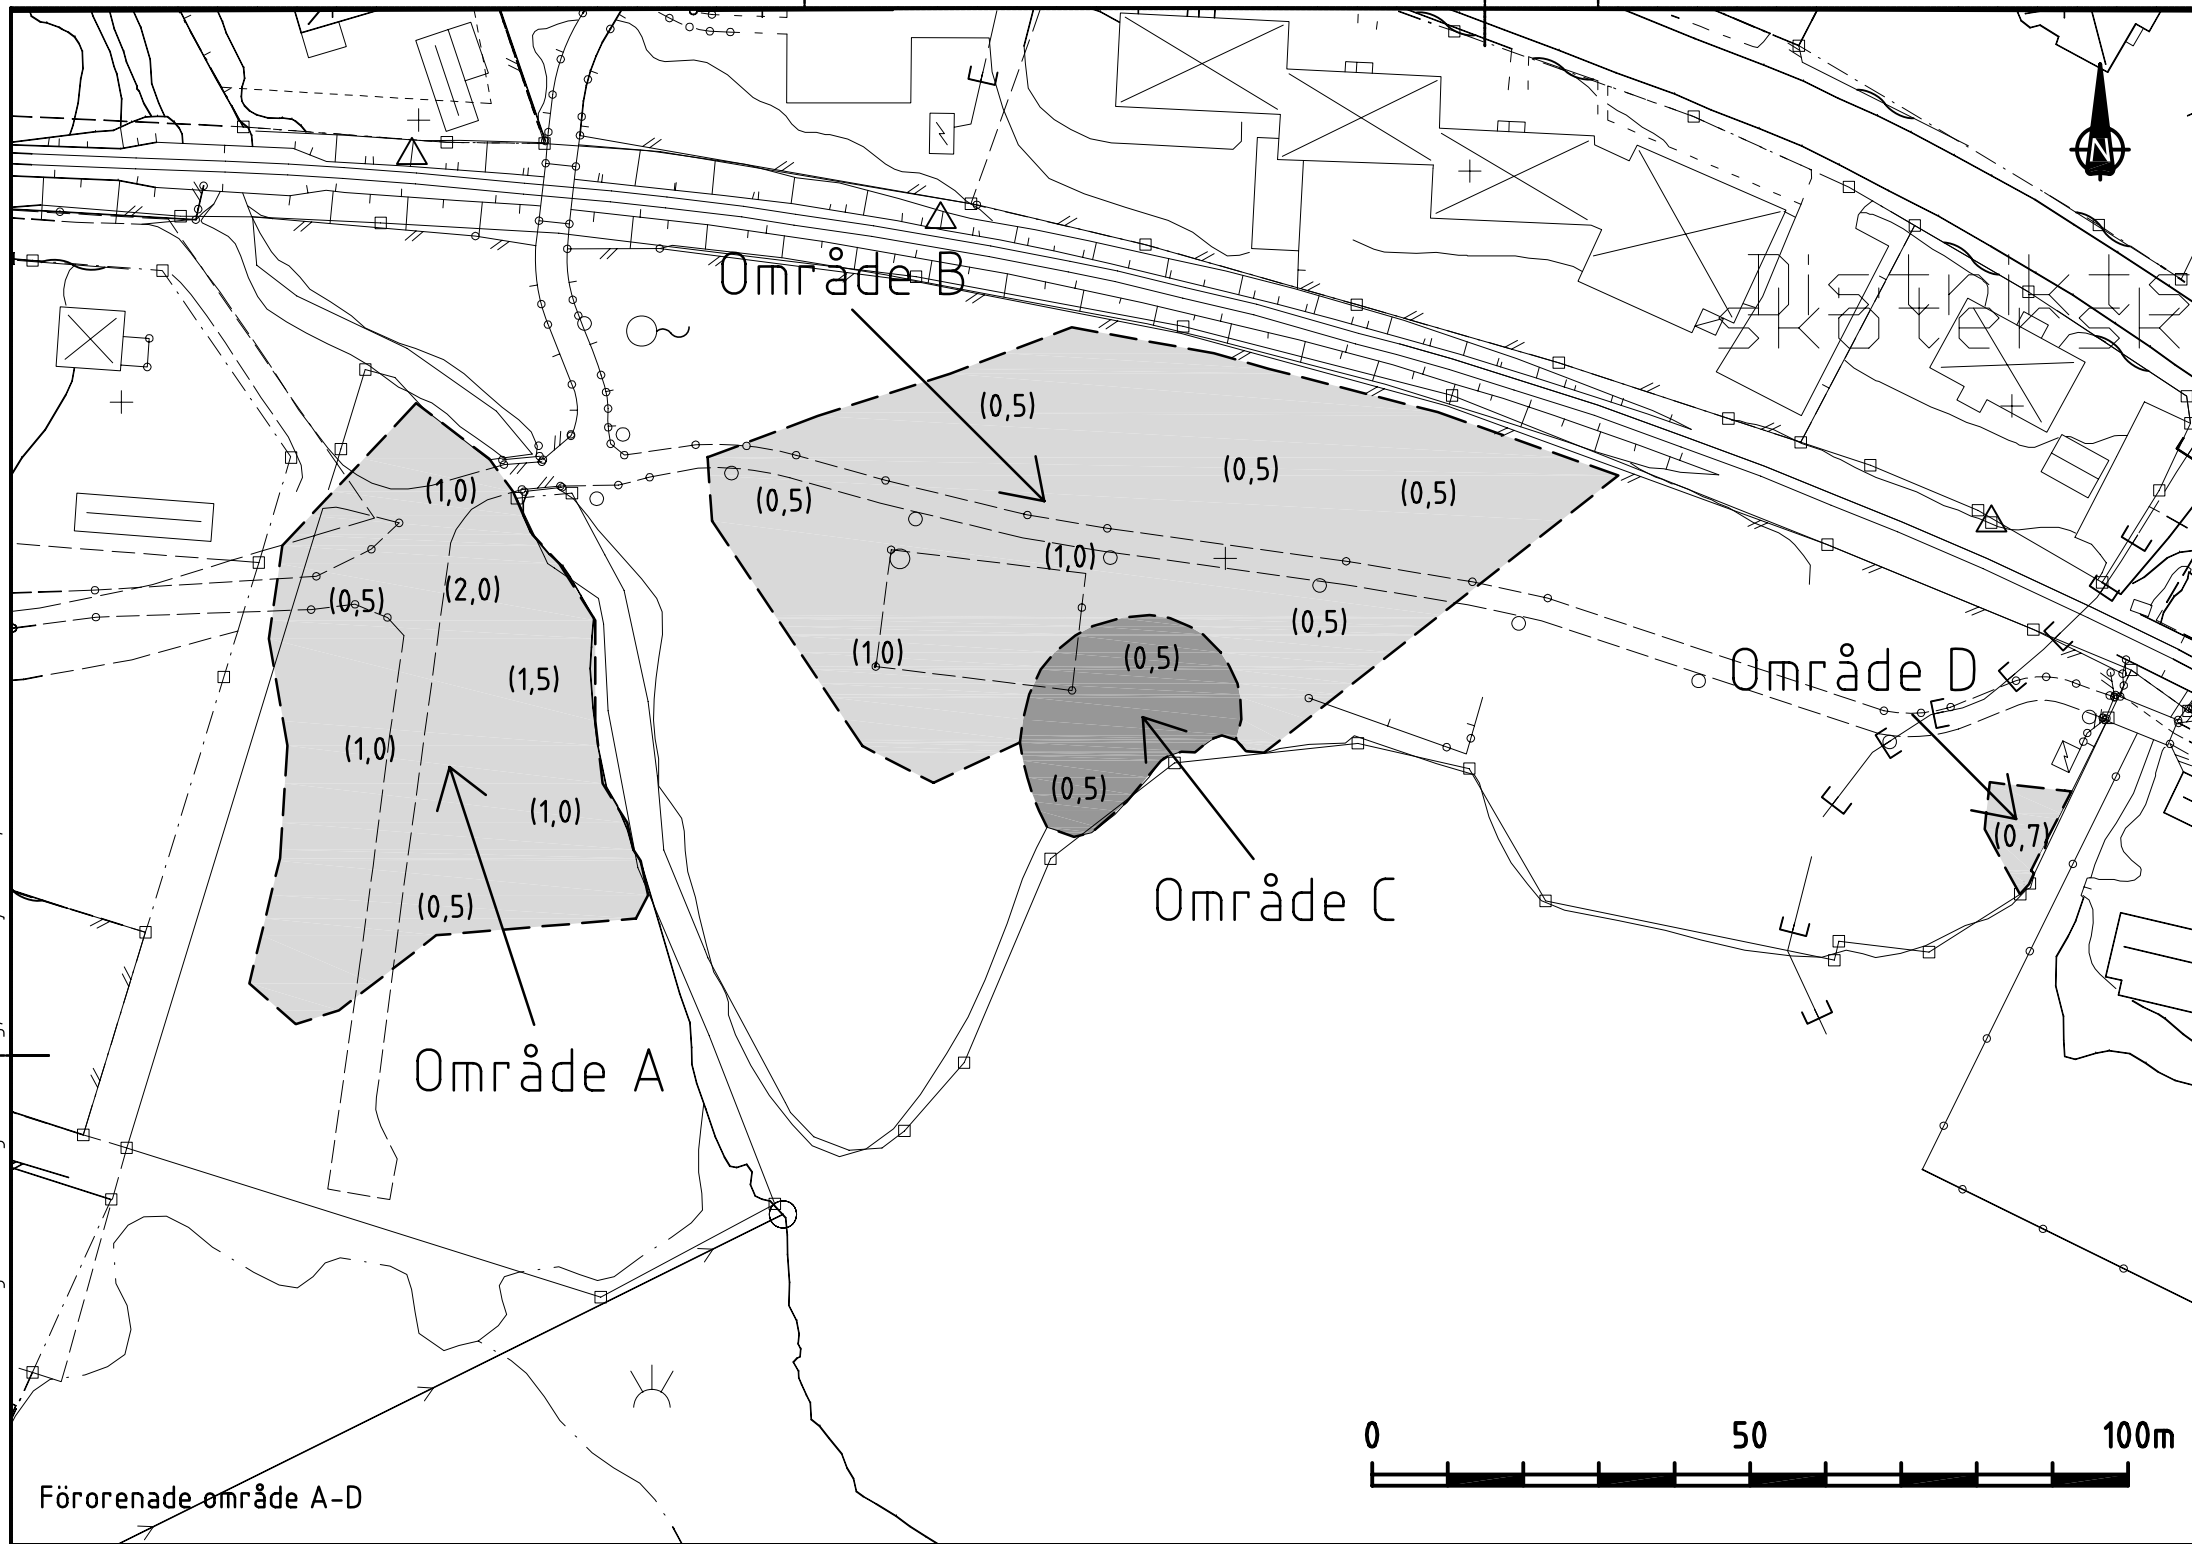 N
Område B
(0,5)
(0,5)
(0,5)
(0,5)
(1,0)
(1,0)
(2,0)
(0,5)
(0,5)
(1,0)
(0,5)
(1,5)
Område D
(1,0)
(0,5)
(1,0)
(0,7)
(0,5)
Område C
Område A
0 50 100m
Förorenade område A-D